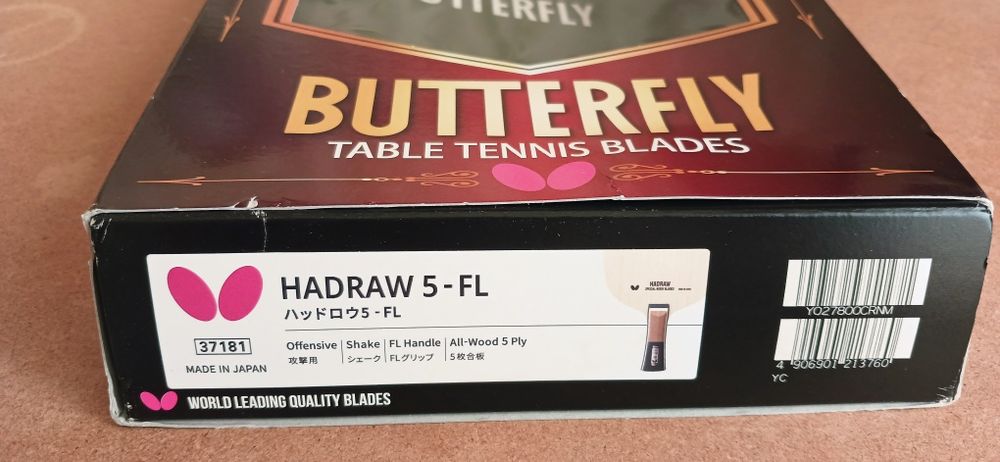 BUTTERFLY
BUTTERFLY
TABLE TENNIS BLADES
HADRAW 5 - FL
ハッドロウ5 - FL
37181
MADE IN JAPAN
Offensive Shake FL Handle All-Wood 5 Ply
攻撃用 シェーク FLグリップ 5枚合板
HADRAW
YO27800CRNM
4 906901 213760
YC
WORLD LEADING QUALITY BLADES